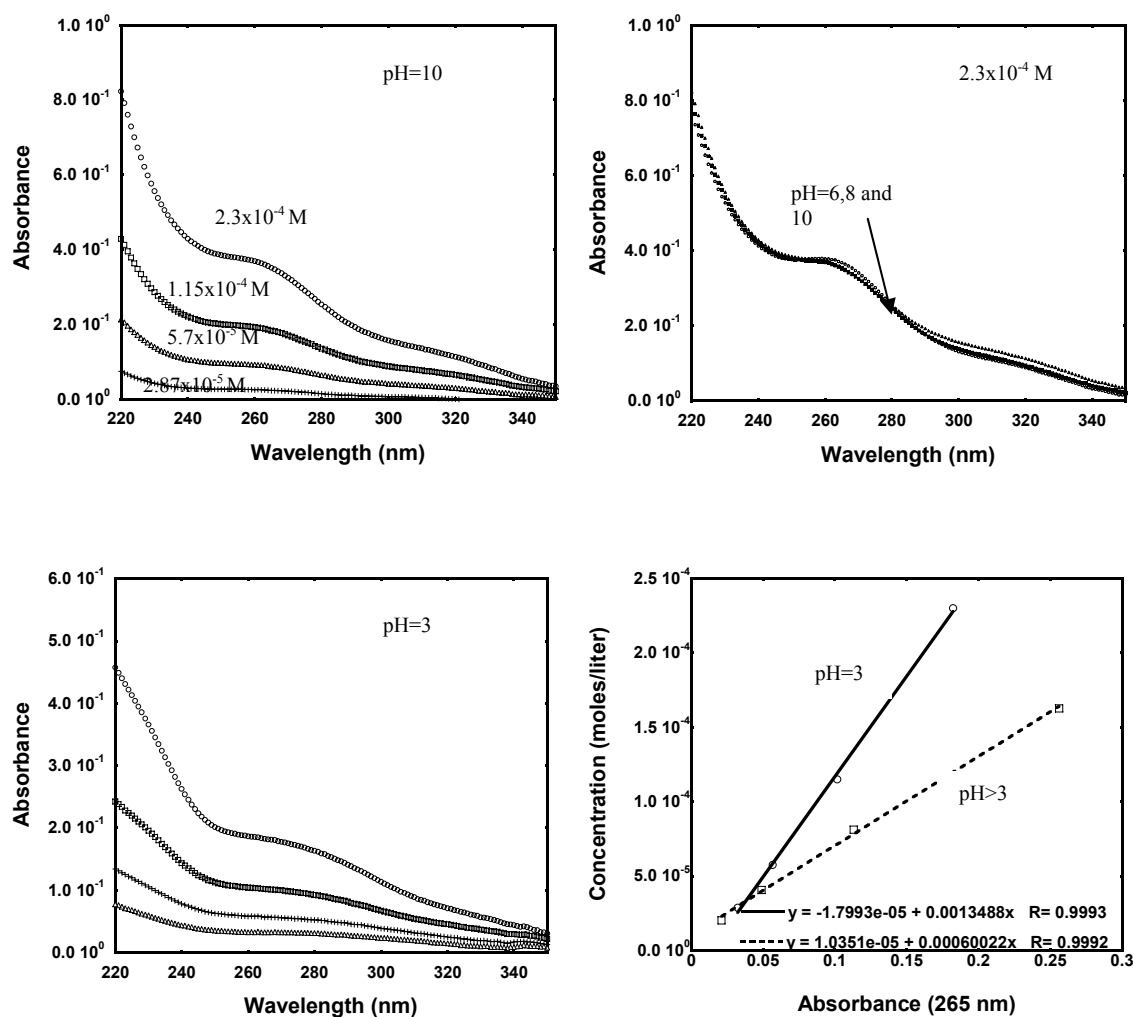 1.0 10⁰
8.0 10⁻¹
6.0 10⁻¹
4.0 10⁻¹
2.0 10⁻¹
0.0 10⁰
Absorbance
pH=10
2.3x10⁻⁴ M
1.15x10⁻⁴ M
5.7x10⁻⁵ M
2.87x10⁻⁵ M
220 240 260 280 300 320 340
Wavelength (nm)
1.0 10⁰
8.0 10⁻¹
6.0 10⁻¹
4.0 10⁻¹
2.0 10⁻¹
0.0 10⁰
Absorbance
2.3x10⁻⁴ M
pH=6,8 and
10
220 240 260 280 300 320 340
Wavelength (nm)
6.0 10⁻¹
5.0 10⁻¹
4.0 10⁻¹
3.0 10⁻¹
2.0 10⁻¹
1.0 10⁻¹
0.0 10⁰
Absorbance
pH=3
220 240 260 280 300 320 340
Wavelength (nm)
2.5 10⁻⁴
2.0 10⁻⁴
1.5 10⁻⁴
1.0 10⁻⁴
5.0 10⁻⁵
0.0 10⁰
Concentration (moles/liter)
pH=3
pH>3
y = -1.7993e-05 + 0.0013488x R= 0.9993
y = 1.0351e-05 + 0.00060022x R= 0.9992
0 0.05 0.1 0.15 0.2 0.25 0.3
Absorbance (265 nm)